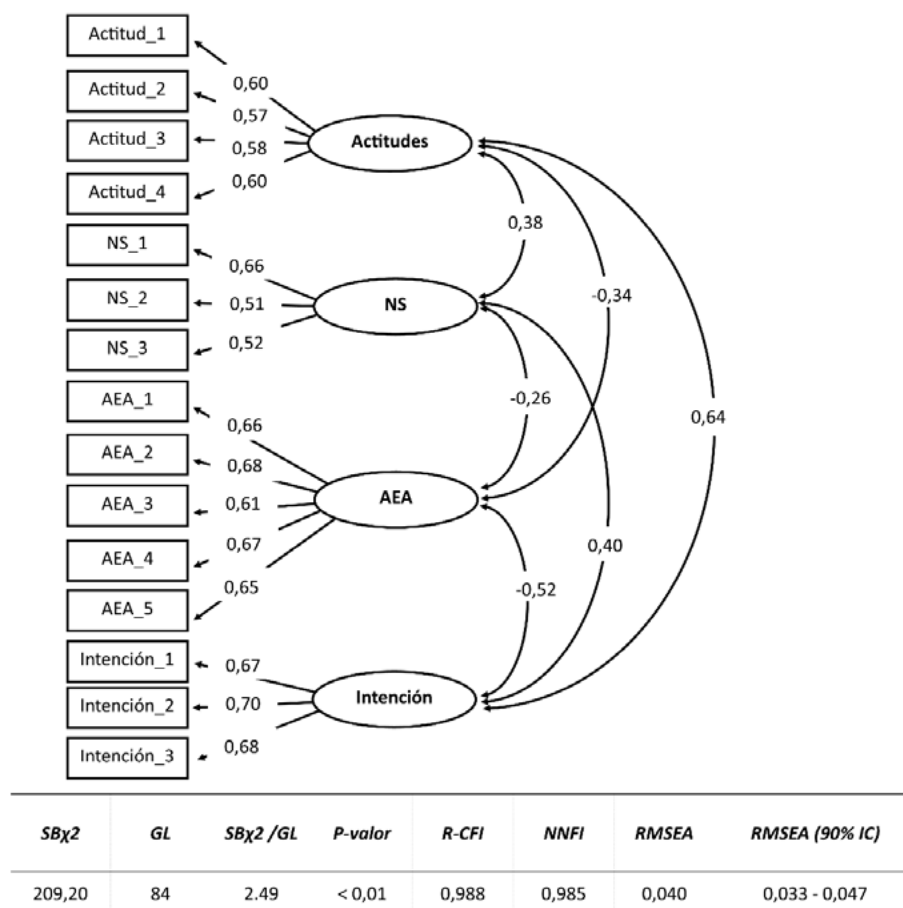 Actitud_1
0,60
Actitud_2
0,57
Actitudes
Actitud_3
0,58
0,60
Actitud_4
0,38
NS_1
0,66
-0,34
NS_2
0,51
NS
NS_3
0,52
AEA_1
-0,26
0,64
0,66
AEA_2
0,68
AEA
AEA_3
0,61
0,67
AEA_4
0,40
0,65
-0,52
AEA_5
Intención_1
0,67
Intención
Intención_2
0,70
0,68
Intención_3
SBχ2 GL SBχ2 /GL P-valor R-CFI NNFI RMSEA RMSEA (90% IC)
209,20 84 2.49 < 0,01 0,988 0,985 0,040 0,033 - 0,047